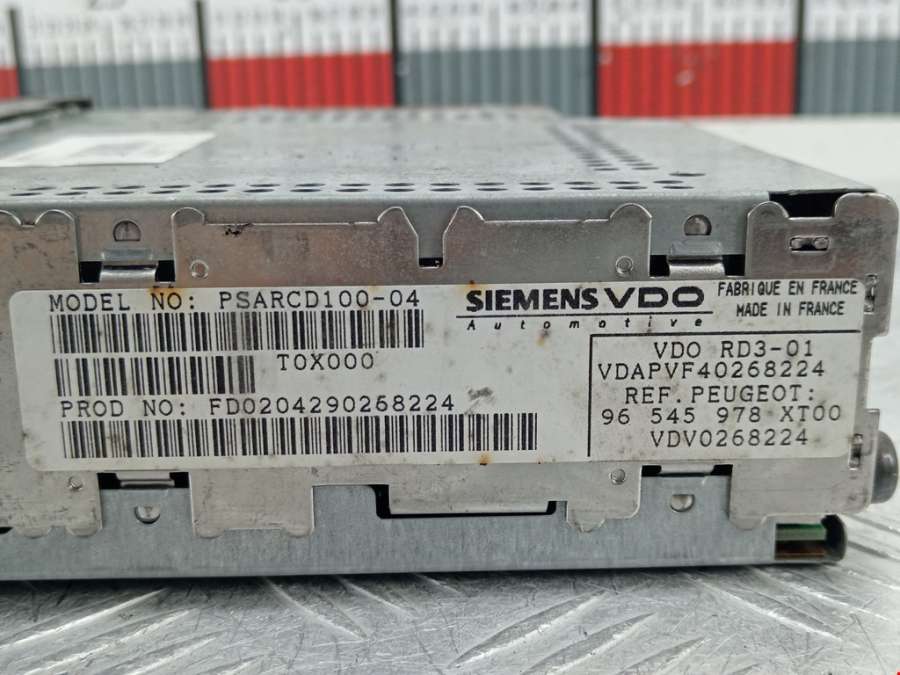 MODEL NO: PSARCD100-04
T0X000
PROD NO: FD0204290268224
SIEMENS VDO
Automotive
FABRIQUE EN FRANCE
MADE IN FRANCE
VDO RD3-01
VDAPVF40268224
REF. PEUGEOT:
96 545 978 XT00
VDV0268224